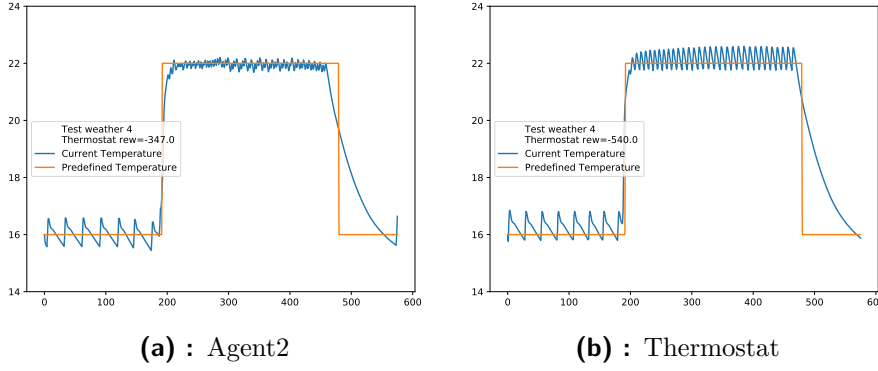 24
22
20
18
16
14
Test weather 4
Thermostat rew=-347.0
Current Temperature
Predefined Temperature
0 100 200 300 400 500 600
(a) : Agent2
24
22
20
18
16
14
Test weather 4
Thermostat rew=-540.0
Current Temperature
Predefined Temperature
0 100 200 300 400 500 600
(b) : Thermostat